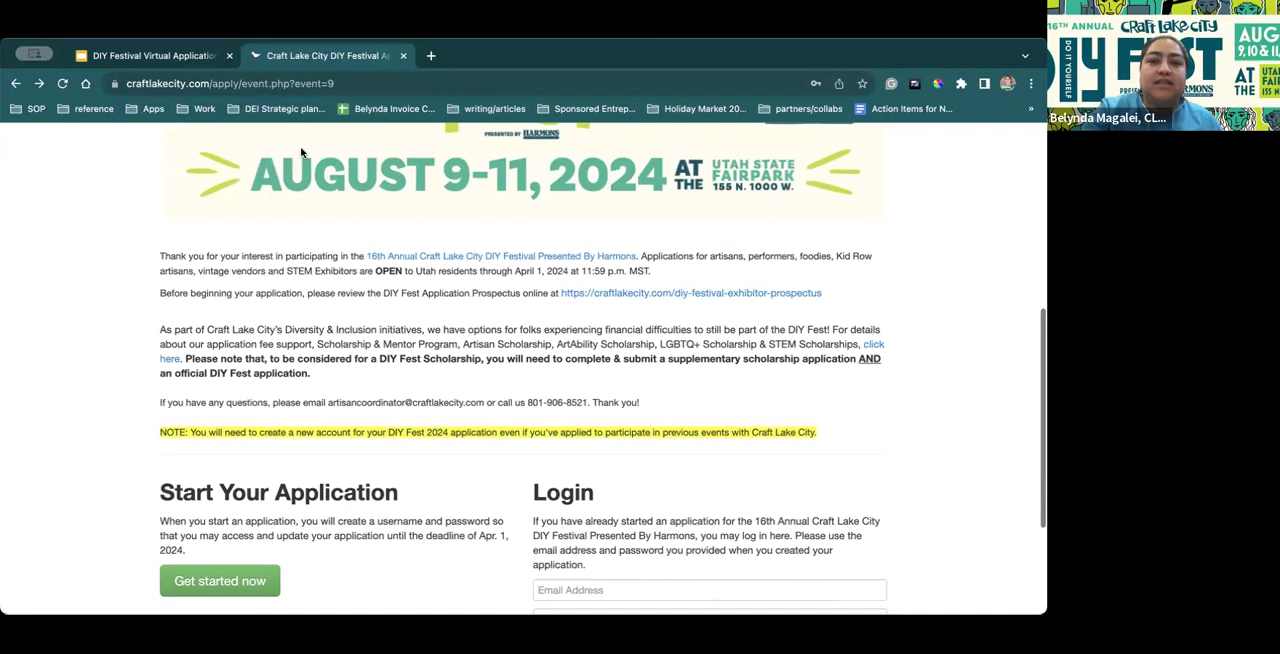 DIY Festival Virtual Application
Craft Lake City DIY Festival A
craftlakecity.com/apply/event.php?event=9
SOP
reference
Apps
Work
DEI Strategic plan...
Belynda Invoice C...
writing/articles
Sponsored Entrep...
Holiday Market 20...
partners/collabs
Action Items for N...
»
PRESENTED BY HARMONS
AUGUST 9-11, 2024 AT THE UTAH STATE FAIRPARK 155 N. 1000 W.
Thank you for your interest in participating in the 16th Annual Craft Lake City DIY Festival Presented By Harmons. Applications for artisans, performers, foodies, Kid Row
artisans, vintage vendors and STEM Exhibitors are OPEN to Utah residents through April 1, 2024 at 11:59 p.m. MST.
Before beginning your application, please review the DIY Fest Application Prospectus online at https://craftlakecity.com/diy-festival-exhibitor-prospectus
As part of Craft Lake City's Diversity & Inclusion initiatives, we have options for folks experiencing financial difficulties to still be part of the DIY Fest! For details
about our application fee support, Scholarship & Mentor Program, Artisan Scholarship, ArtAbility Scholarship, LGBTQ+ Scholarship & STEM Scholarships, click
here. Please note that, to be considered for a DIY Fest Scholarship, you will need to complete & submit a supplementary scholarship application AND
an official DIY Fest application.
If you have any questions, please email artisancoordinator@craftlakecity.com or call us 801-906-8521. Thank you!
NOTE: You will need to create a new account for your DIY Fest 2024 application even if you've applied to participate in previous events with Craft Lake City.
Start Your Application
When you start an application, you will create a username and password so
that you may access and update your application until the deadline of Apr. 1,
2024.
Get started now
Login
If you have already started an application for the 16th Annual Craft Lake City
DIY Festival Presented By Harmons, you may log in here. Please use the
email address and password you provided when you created your
application.
Email Address
16TH ANNUAL
CRAFT LAKE CITY
DO IT YOURSELF
DIY FEST
AUG
9, 10 & 11,
AT THE
Belynda Magalei, CL...